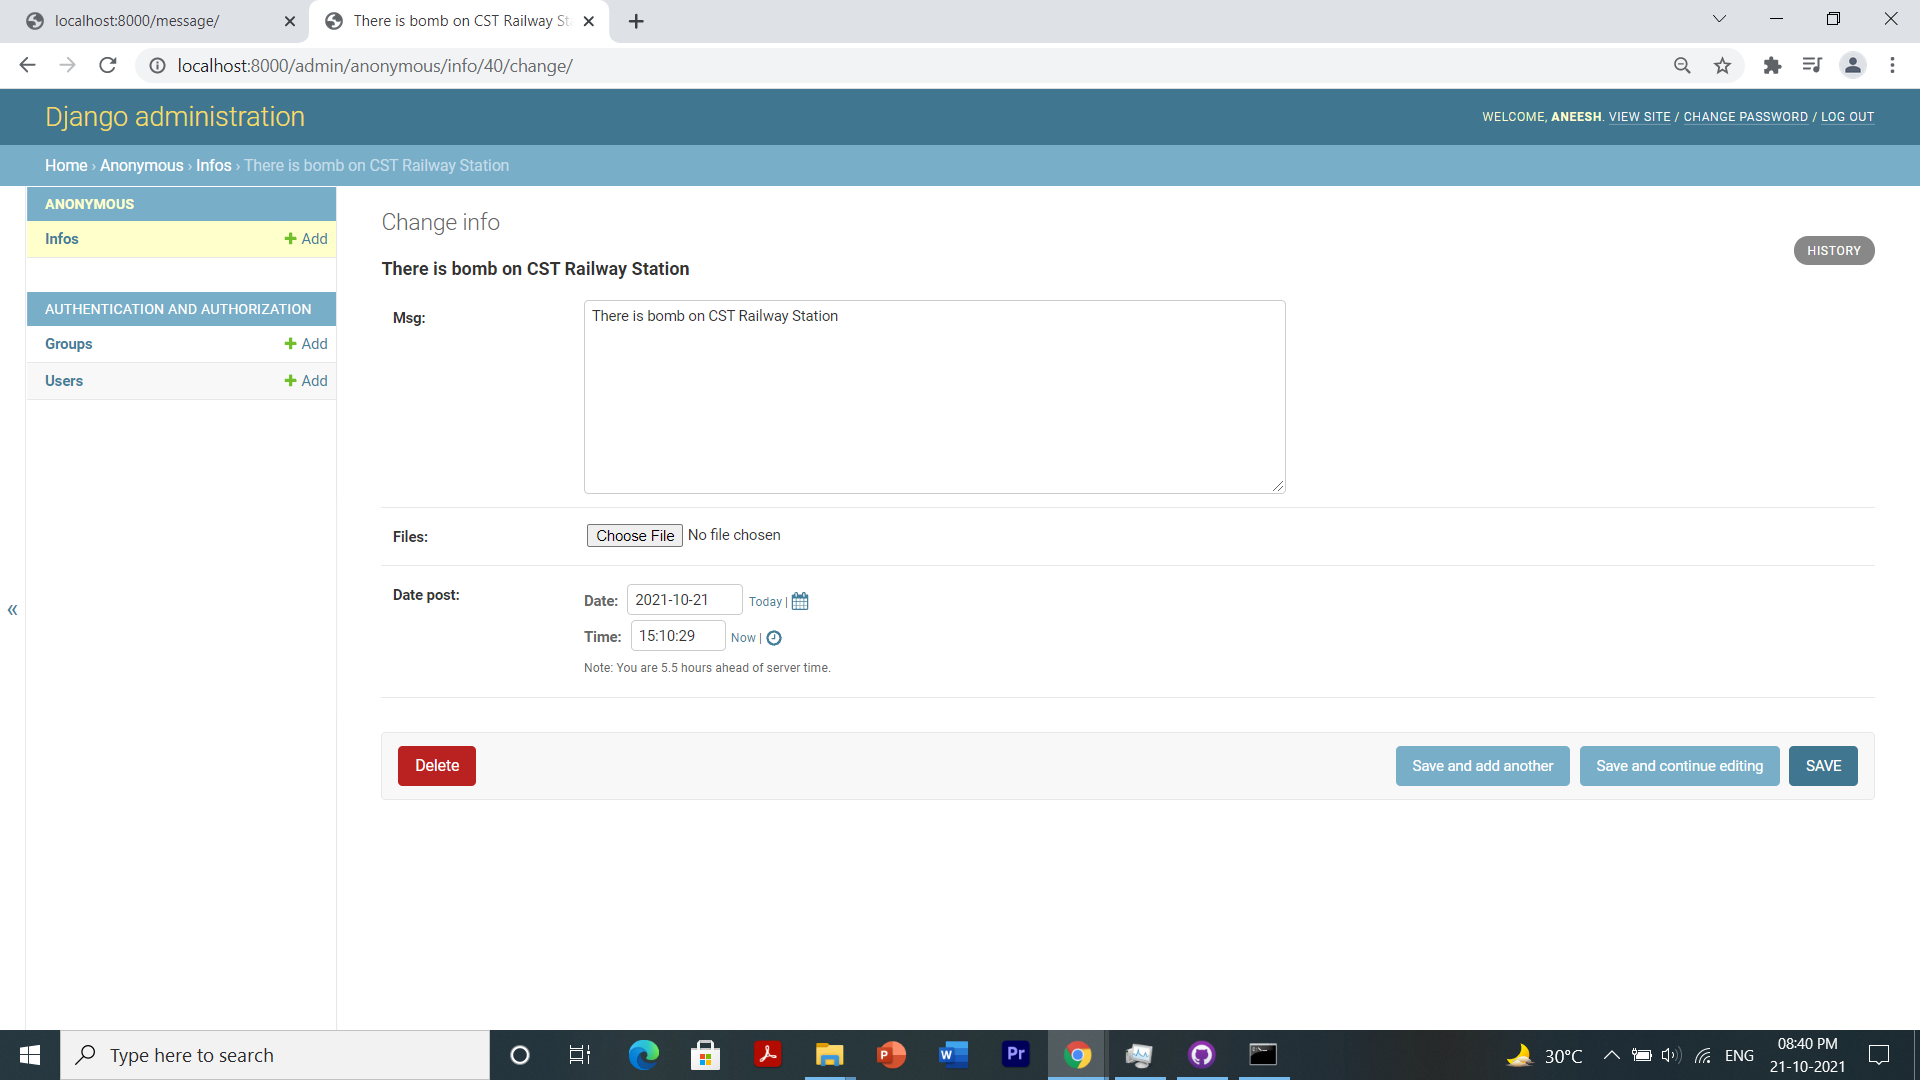 localhost:8000/message/
There is bomb on CST Railway St
localhost:8000/admin/anonymous/info/40/change/
Django administration
WELCOME, ANEESH. VIEW SITE / CHANGE PASSWORD / LOG OUT
Home › Anonymous › Infos › There is bomb on CST Railway Station
ANONYMOUS
Infos
+ Add
AUTHENTICATION AND AUTHORIZATION
Groups
+ Add
Users
+ Add
«
Change info
HISTORY
There is bomb on CST Railway Station
Msg:
There is bomb on CST Railway Station
Files:
Choose File No file chosen
Date post:
Date: 2021-10-21 Today |
Time: 15:10:29 Now |
Note: You are 5.5 hours ahead of server time.
Delete
Save and add another
Save and continue editing
SAVE
Type here to search
Pr
30°C
ENG
08:40 PM
21-10-2021